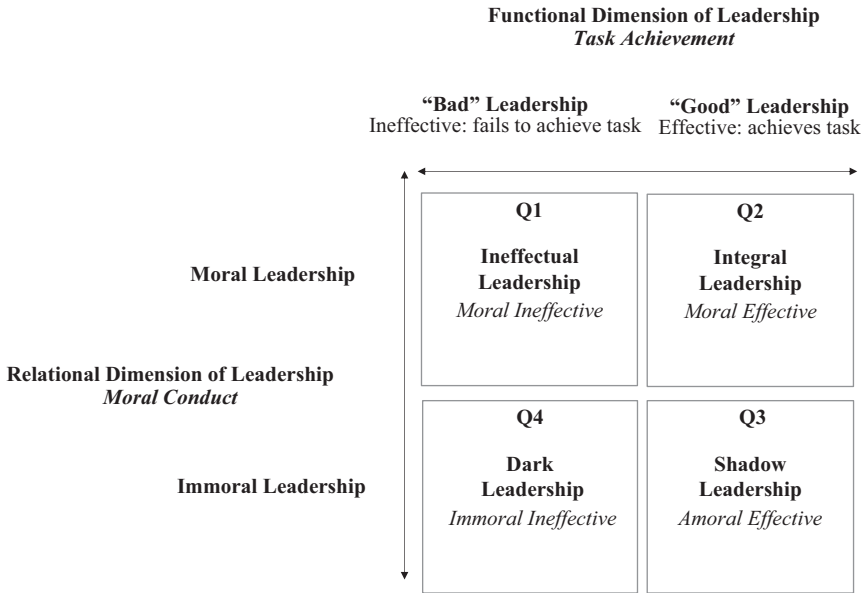 Functional Dimension of Leadership
Task Achievement
“Bad” Leadership
Ineffective: fails to achieve task
“Good” Leadership
Effective: achieves task
Moral Leadership
Q1
Ineffectual
Leadership
Moral Ineffective
Q2
Integral
Leadership
Moral Effective
Relational Dimension of Leadership
Moral Conduct
Immoral Leadership
Q4
Dark
Leadership
Immoral Ineffective
Q3
Shadow
Leadership
Amoral Effective